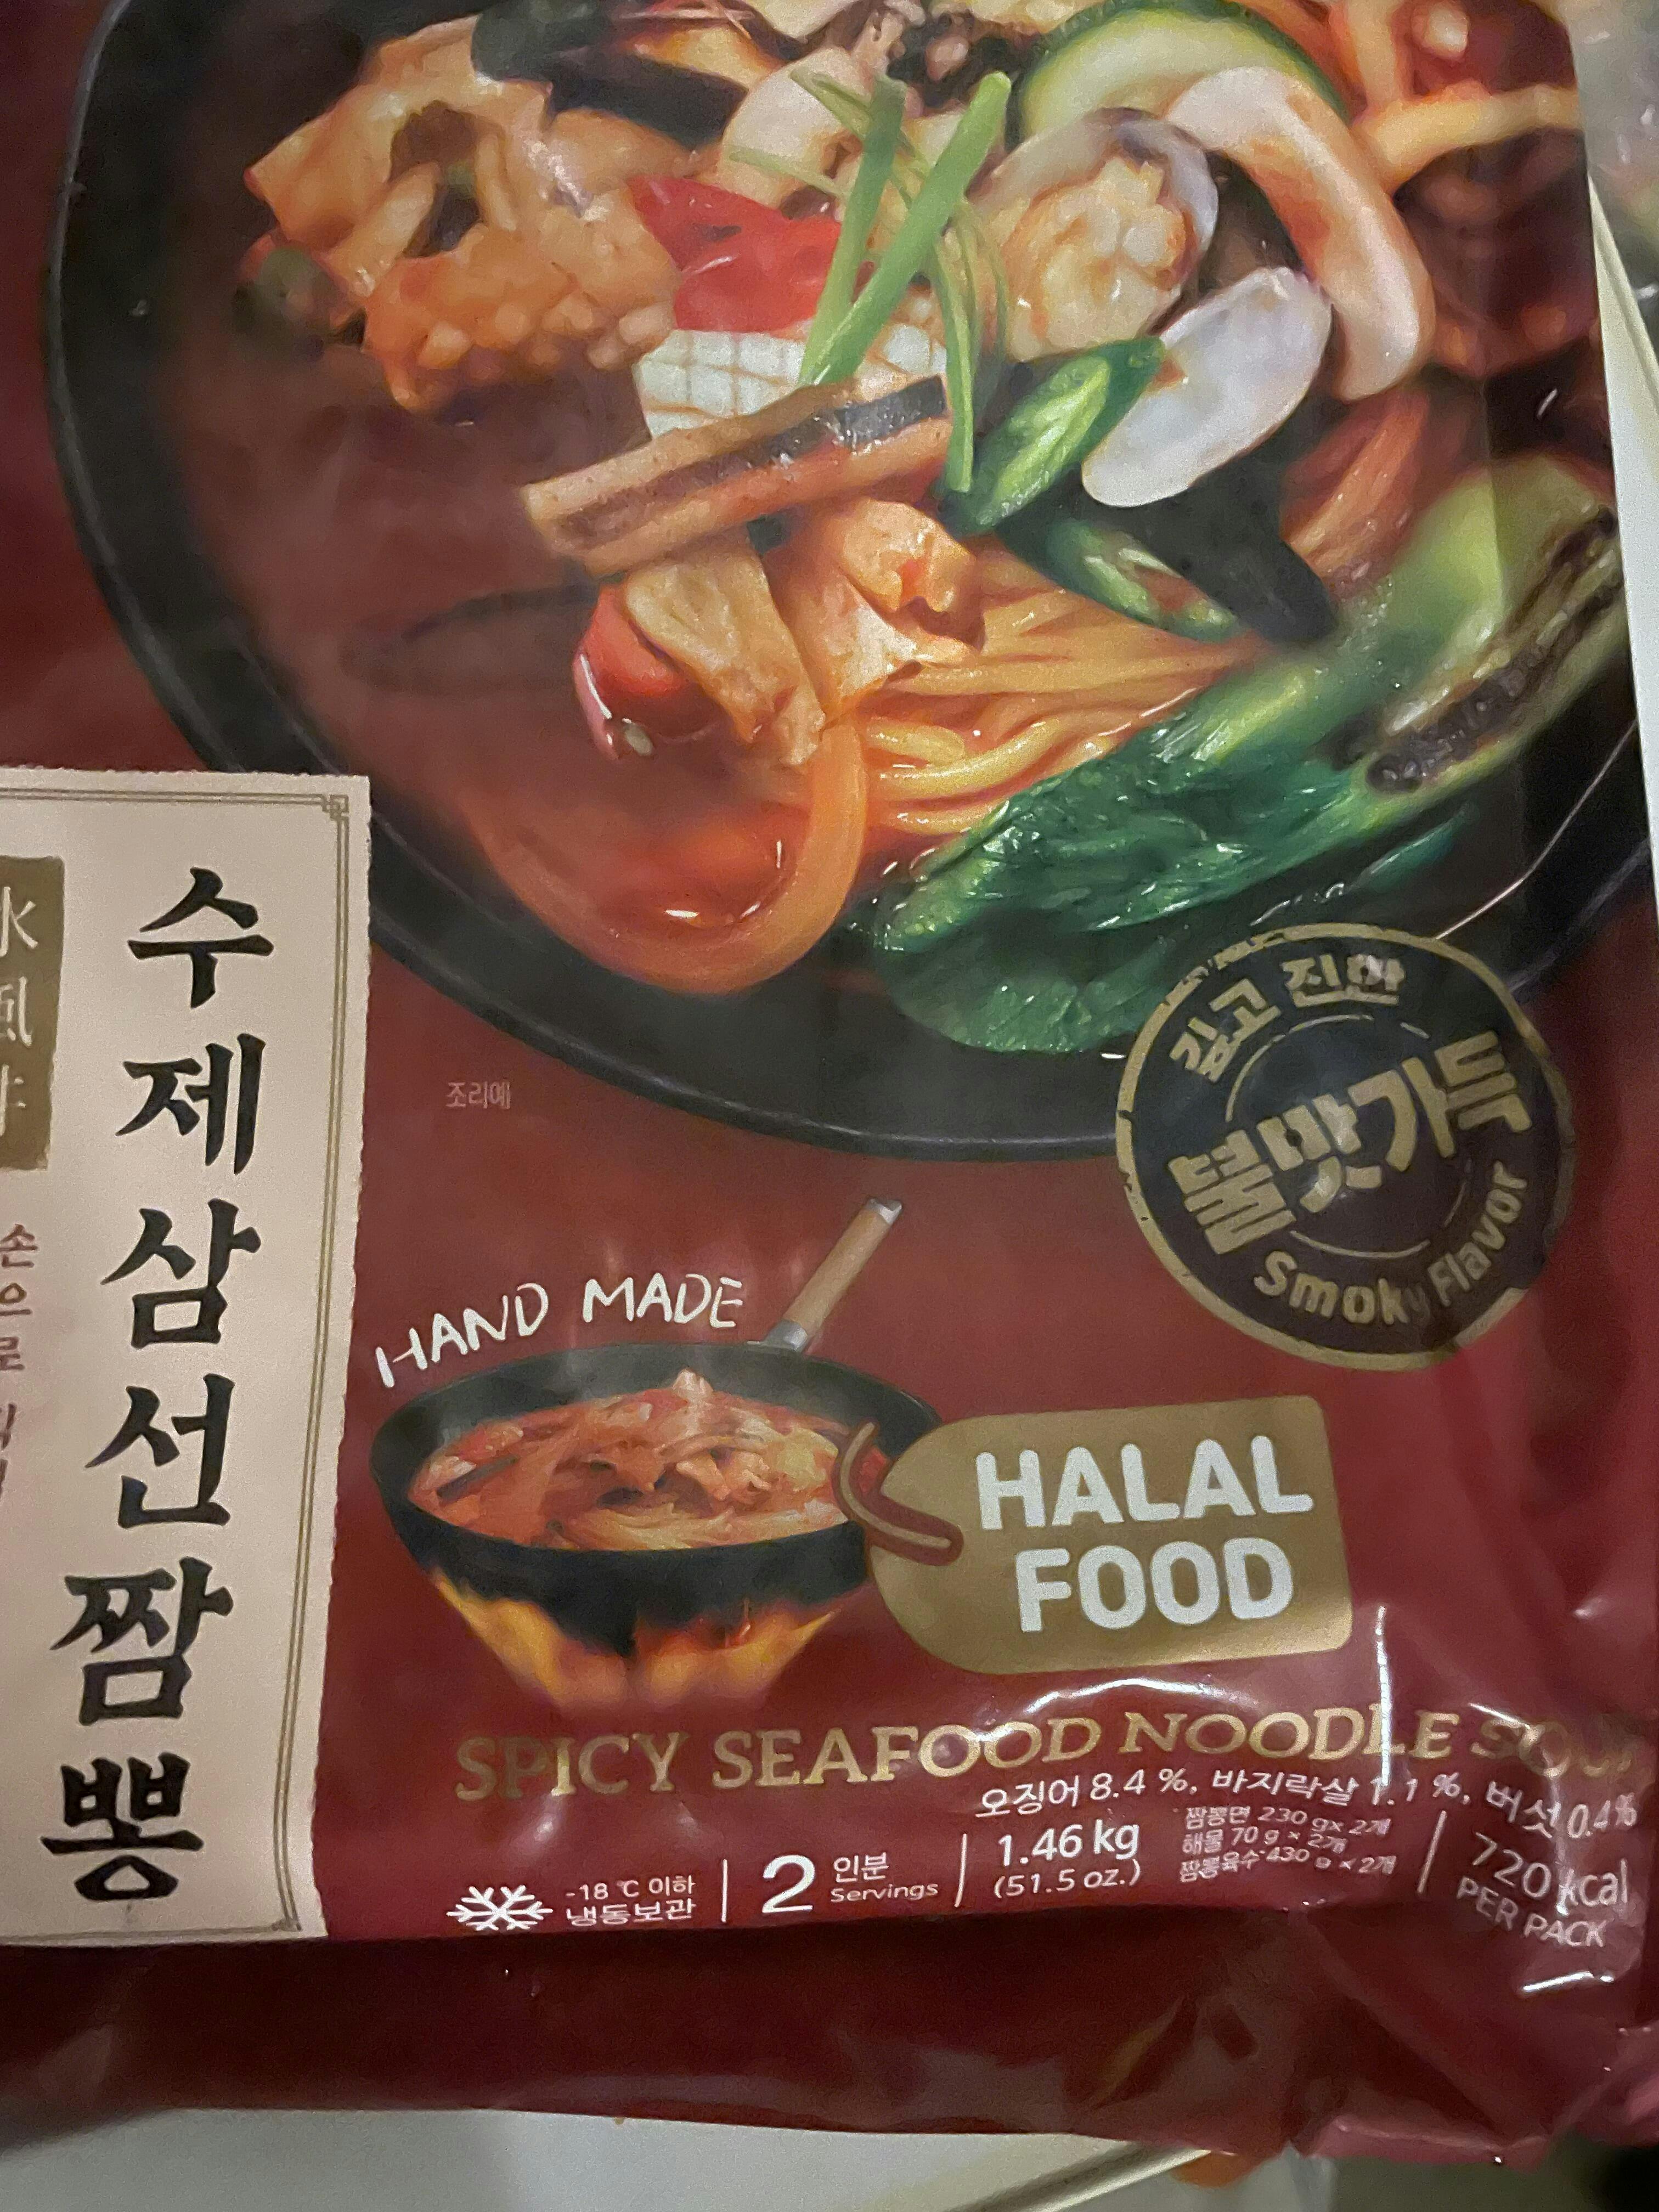 수제삼선짬뽕
손으로
조리예
깊고 진한
불맛가득
Smoky Flavor
HAND MADE
HALAL
FOOD
SPICY SEAFOOD NOODLE SOUP
오징어 8.4 %, 바지락살 1.1 %, 버섯 0.4%
-18 ℃ 이하
냉동보관
2 인분
Servings
1.46 kg
(51.5 oz.)
짬뽕면 230 g× 2개
해물 70 g × 2개
짬뽕육수 430 g × 2개
720 kcal
PER PACK